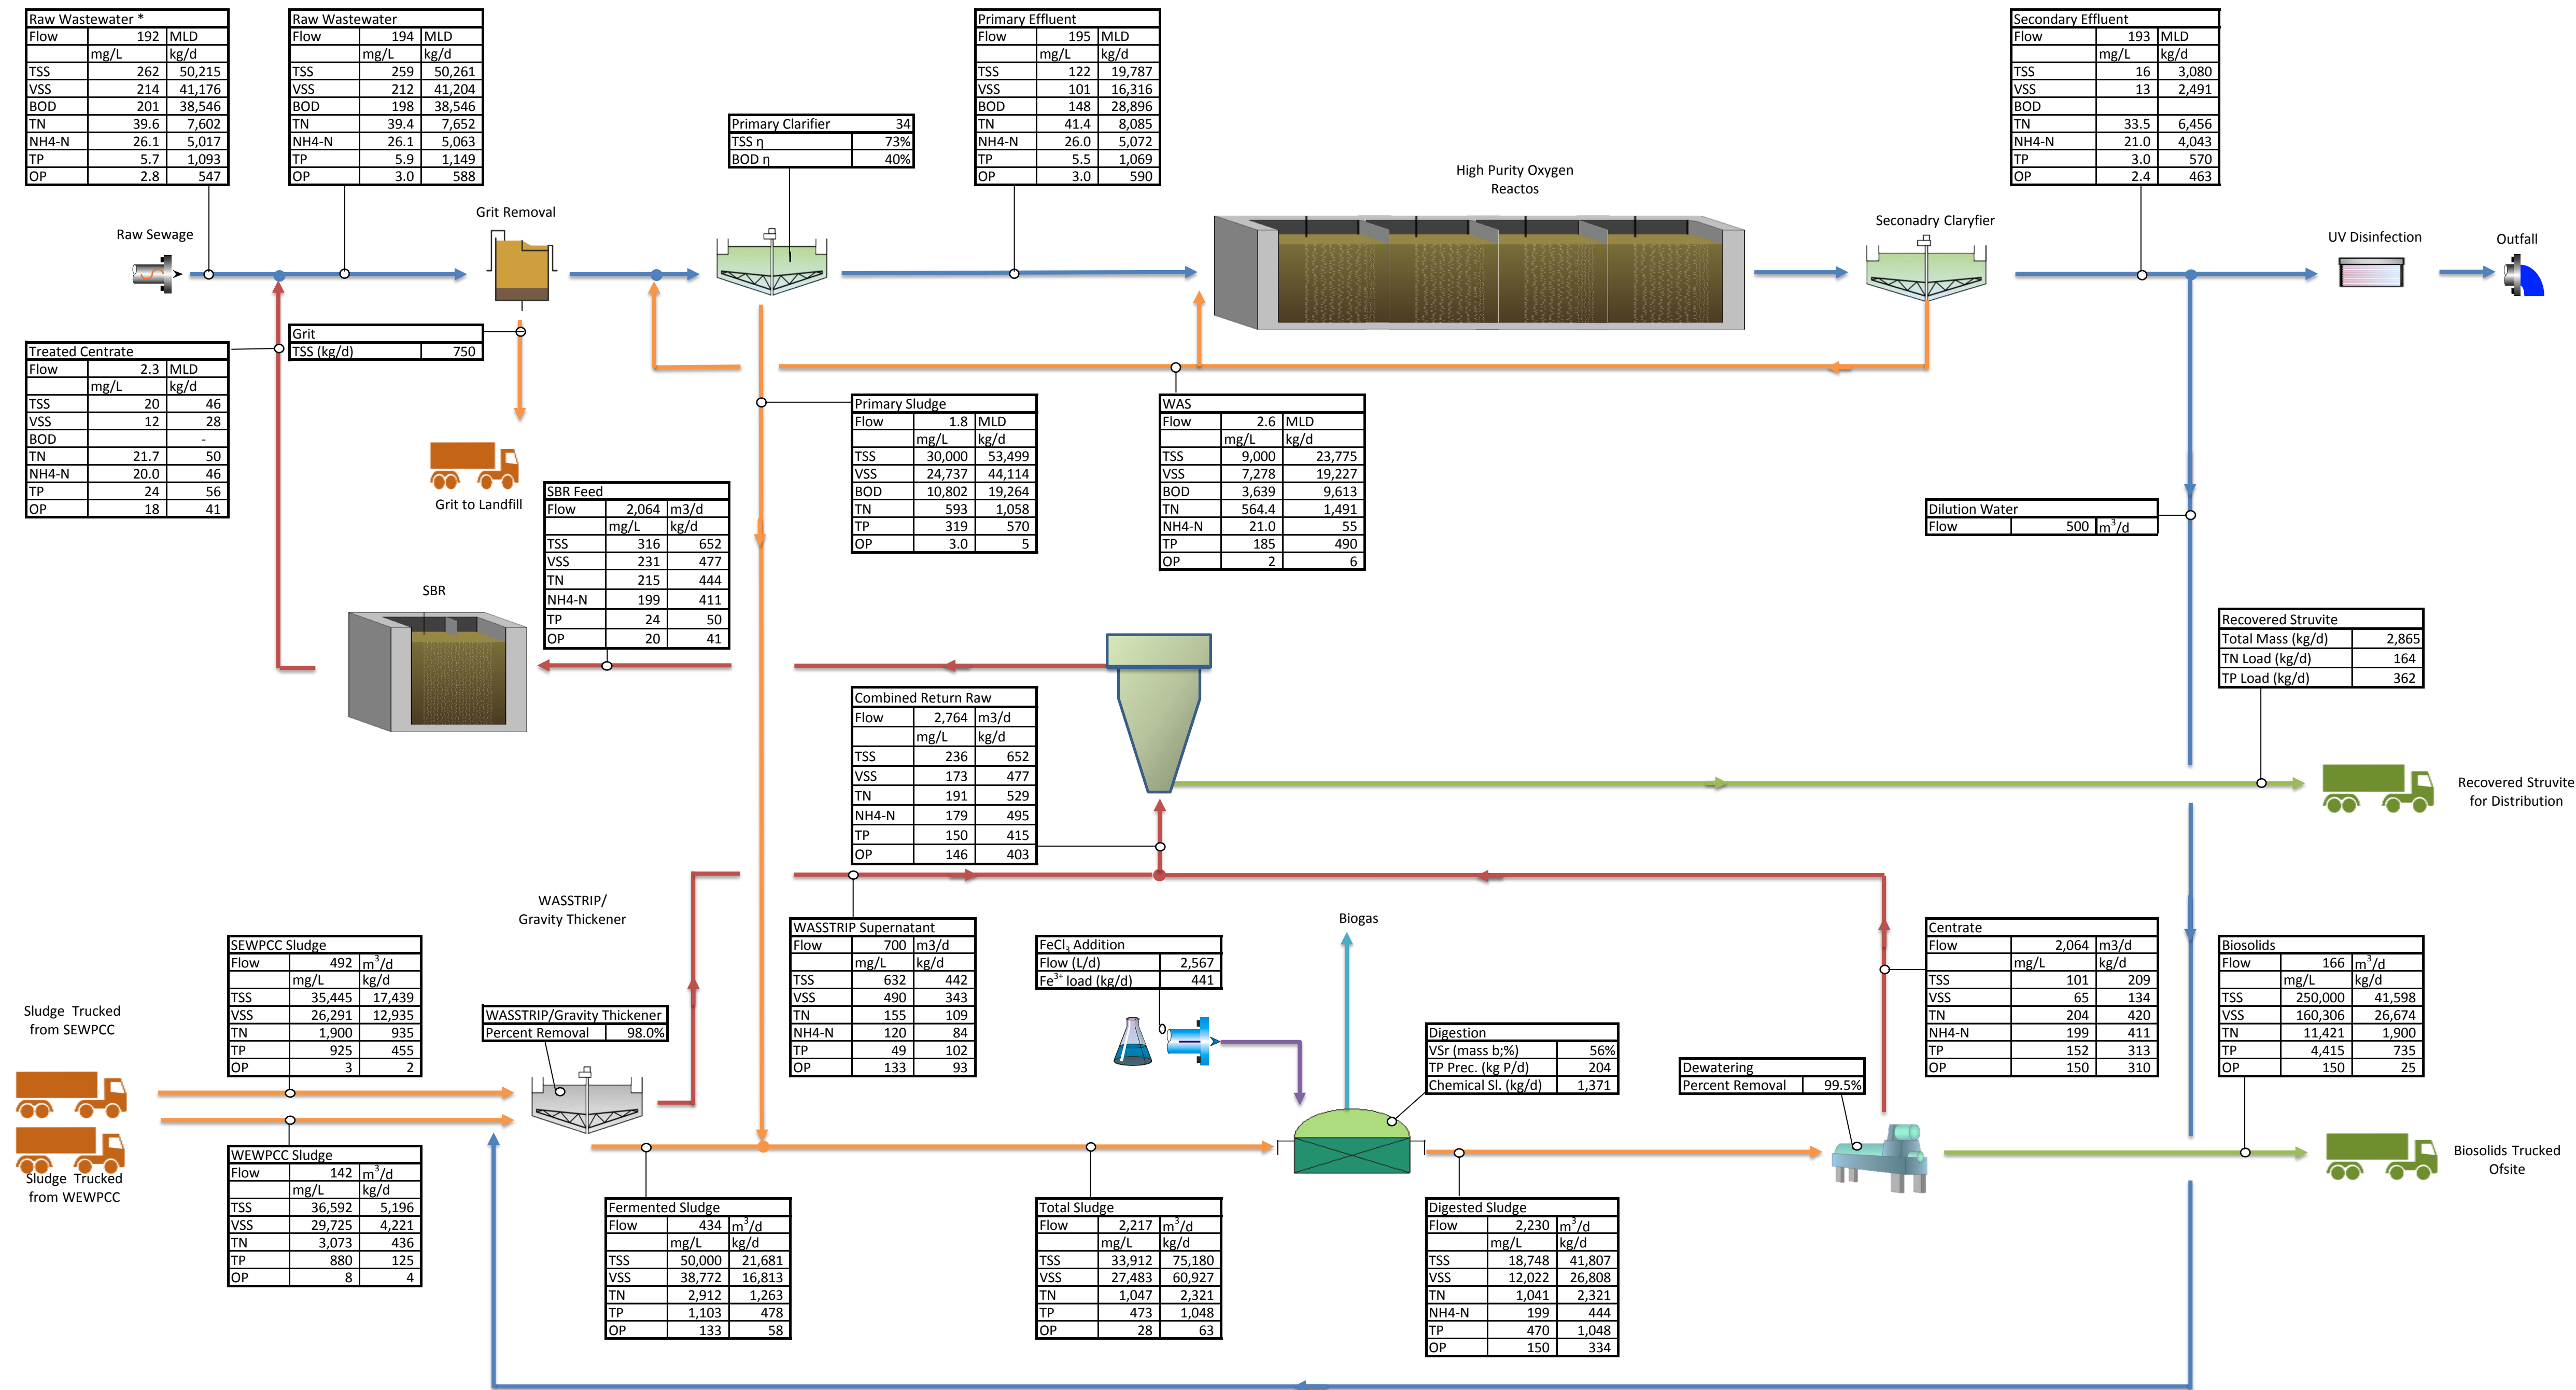 Raw Wastewater *
Flow 192 MLD
mg/L kg/d
TSS 262 50,215
VSS 214 41,176
BOD 201 38,546
TN 39.6 7,602
NH4-N 26.1 5,017
TP 5.7 1,093
OP 2.8 547
Raw Wastewater
Flow 194 MLD
mg/L kg/d
TSS 259 50,261
VSS 212 41,204
BOD 198 38,546
TN 39.4 7,652
NH4-N 26.1 5,063
TP 5.9 1,149
OP 3.0 588
Primary Clarifier 34
TSS η 73%
BOD η 40%
Primary Effluent
Flow 195 MLD
mg/L kg/d
TSS 122 19,787
VSS 101 16,316
BOD 148 28,896
TN 41.4 8,085
NH4-N 26.0 5,072
TP 5.5 1,069
OP 3.0 590
Secondary Effluent
Flow 193 MLD
mg/L kg/d
TSS 16 3,080
VSS 13 2,491
BOD
TN 33.5 6,456
NH4-N 21.0 4,043
TP 3.0 570
OP 2.4 463
High Purity Oxygen
Reactos
Grit Removal
Raw Sewage
Seconadry Claryfier
UV Disinfection
Outfall
Grit
TSS (kg/d) 750
Treated Centrate
Flow 2.3 MLD
mg/L kg/d
TSS 20 46
VSS 12 28
BOD -
TN 21.7 50
NH4-N 20.0 46
TP 24 56
OP 18 41
Grit to Landfill
Primary Sludge
Flow 1.8 MLD
mg/L kg/d
TSS 30,000 53,499
VSS 24,737 44,114
BOD 10,802 19,264
TN 593 1,058
TP 319 570
OP 3.0 5
WAS
Flow 2.6 MLD
mg/L kg/d
TSS 9,000 23,775
VSS 7,278 19,227
BOD 3,639 9,613
TN 564.4 1,491
NH4-N 21.0 55
TP 185 490
OP 2 6
Dilution Water
Flow 500 m3/d
SBR Feed
Flow 2,064 m3/d
mg/L kg/d
TSS 316 652
VSS 231 477
TN 215 444
NH4-N 199 411
TP 24 50
OP 20 41
SBR
Recovered Struvite
Total Mass (kg/d) 2,865
TN Load (kg/d) 164
TP Load (kg/d) 362
Combined Return Raw
Flow 2,764 m3/d
mg/L kg/d
TSS 236 652
VSS 173 477
TN 191 529
NH4-N 179 495
TP 150 415
OP 146 403
Recovered Struvite
for Distribution
WASSTRIP/
Gravity Thickener
WASSTRIP Supernatant
Flow 700 m3/d
mg/L kg/d
TSS 632 442
VSS 490 343
TN 155 109
NH4-N 120 84
TP 49 102
OP 133 93
Biogas
FeCl3 Addition
Flow (L/d) 2,567
Fe3+ load (kg/d) 441
Centrate
Flow 2,064 m3/d
mg/L kg/d
TSS 101 209
VSS 65 134
TN 204 420
NH4-N 199 411
TP 152 313
OP 150 310
Biosolids
Flow 166 m3/d
mg/L kg/d
TSS 250,000 41,598
VSS 160,306 26,674
TN 11,421 1,900
TP 4,415 735
OP 150 25
SEWPCC Sludge
Flow 492 m3/d
mg/L kg/d
TSS 35,445 17,439
VSS 26,291 12,935
TN 1,900 935
TP 925 455
OP 3 2
Sludge Trucked
from SEWPCC
WASSTRIP/Gravity Thickener
Percent Removal 98.0%
Digestion
VSr (mass b;%) 56%
TP Prec. (kg P/d) 204
Chemical Sl. (kg/d) 1,371
Dewatering
Percent Removal 99.5%
Sludge Trucked
from WEWPCC
WEWPCC Sludge
Flow 142 m3/d
mg/L kg/d
TSS 36,592 5,196
VSS 29,725 4,221
TN 3,073 436
TP 880 125
OP 8 4
Biosolids Trucked
Ofsite
Fermented Sludge
Flow 434 m3/d
mg/L kg/d
TSS 50,000 21,681
VSS 38,772 16,813
TN 2,912 1,263
TP 1,103 478
OP 133 58
Total Sludge
Flow 2,217 m3/d
mg/L kg/d
TSS 33,912 75,180
VSS 27,483 60,927
TN 1,047 2,321
TP 473 1,048
OP 28 63
Digested Sludge
Flow 2,230 m3/d
mg/L kg/d
TSS 18,748 41,807
VSS 12,022 26,808
TN 1,041 2,321
NH4-N 199 444
TP 470 1,048
OP 150 334